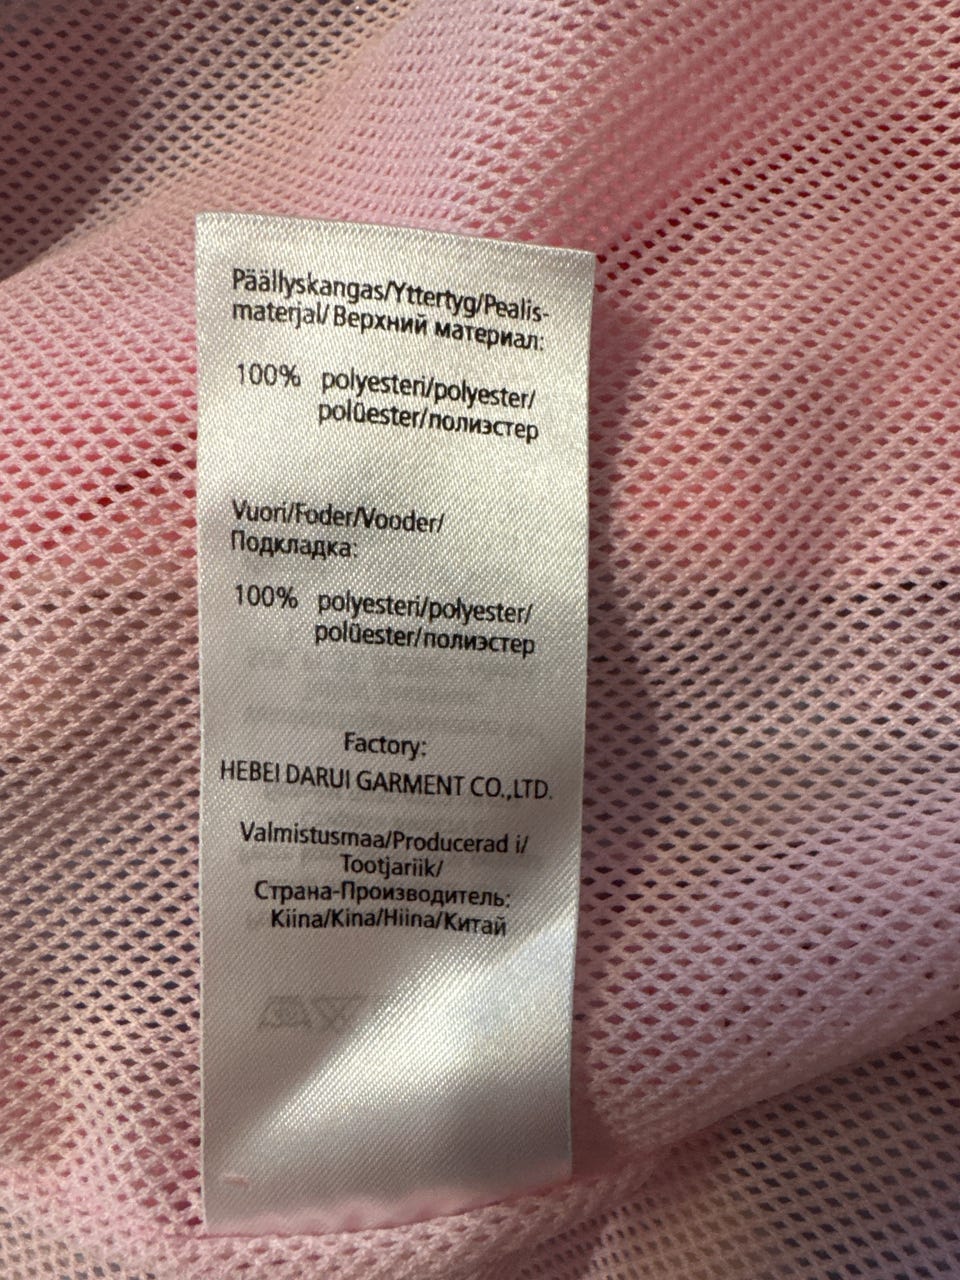 Päällyskangas/Yttertyg/Pealis-
materjal/Верхний материал:
100% polyesteri/polyester/
polüester/полиэстер
Vuori/Foder/Vooder/
Подкладка:
100% polyesteri/polyester/
polüester/полиэстер
Factory:
HEBEI DARUI GARMENT CO.,LTD.
Valmistusmaa/Producerad i/
Tootjariik/
Страна-Производитель:
Kiina/Kina/Hiina/Китай